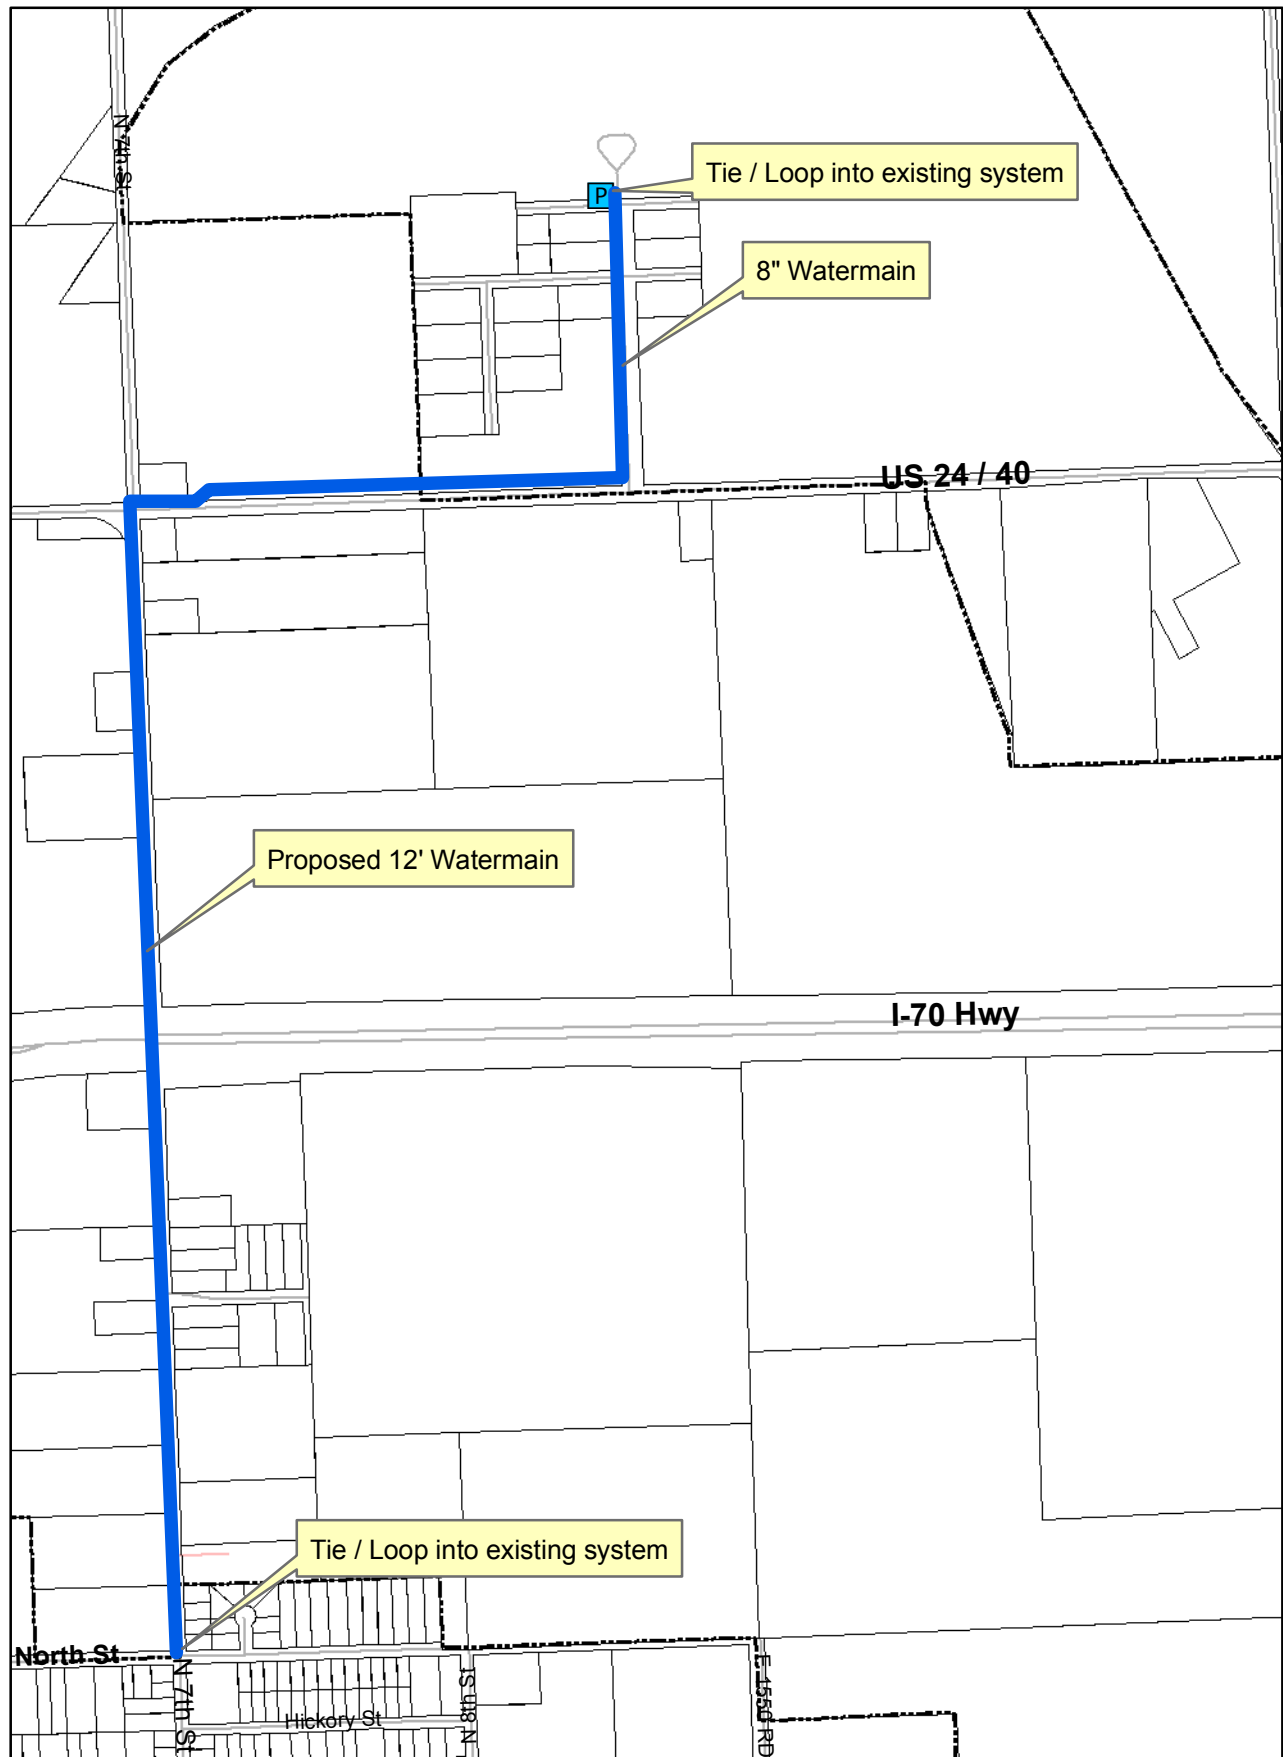 N 7th St
Tie / Loop into existing system
P
8" Watermain
US 24 / 40
Proposed 12' Watermain
I-70 Hwy
Tie / Loop into existing system
North St
N 7th St
N 8th St
E 1550 RD
Hickory St